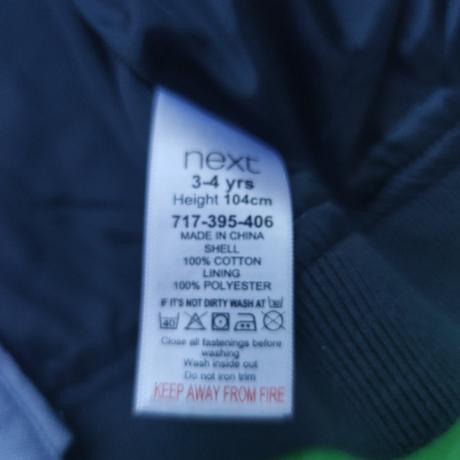 next
3-4 yrs
Height 104cm
717-395-406
MADE IN CHINA
SHELL
100% COTTON
LINING
100% POLYESTER
IF IT'S NOT DIRTY WASH AT 30
40
Close all fastenings before
washing
Wash inside out
Do not iron trim
KEEP AWAY FROM FIRE